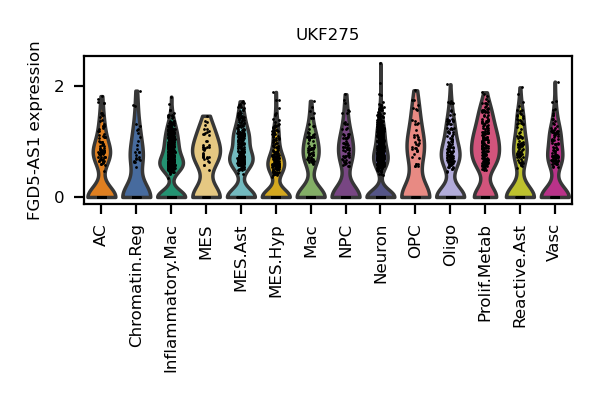 UKF275
FGD5-AS1 expression
2
0
AC
Chromatin.Reg
Inflammatory.Mac
MES
MES.Ast
MES.Hyp
Mac
NPC
Neuron
OPC
Oligo
Prolif.Metab
Reactive.Ast
Vasc